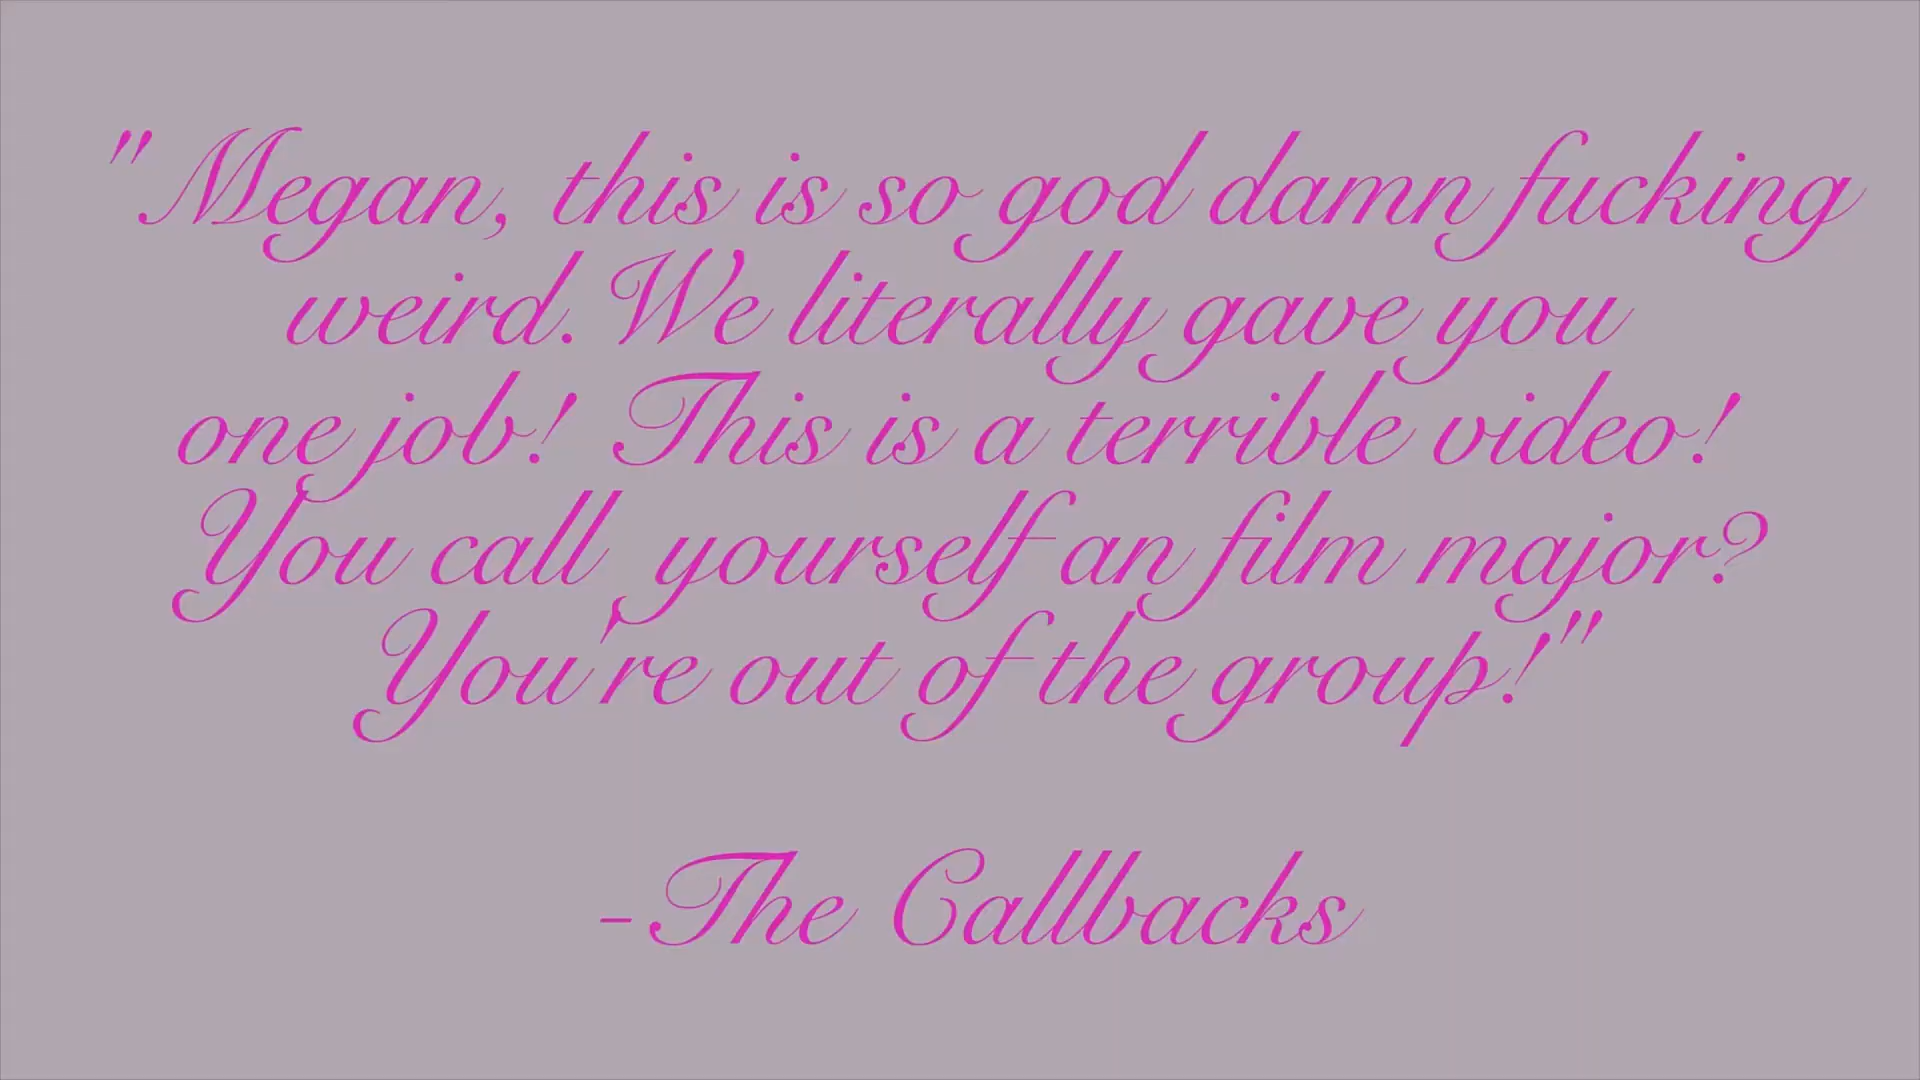 "Megan, this is so god damn fucking
weird. We literally gave you
one job! This is a terrible video!
You call yourself an film major?
You're out of the group!"
-The Callbacks